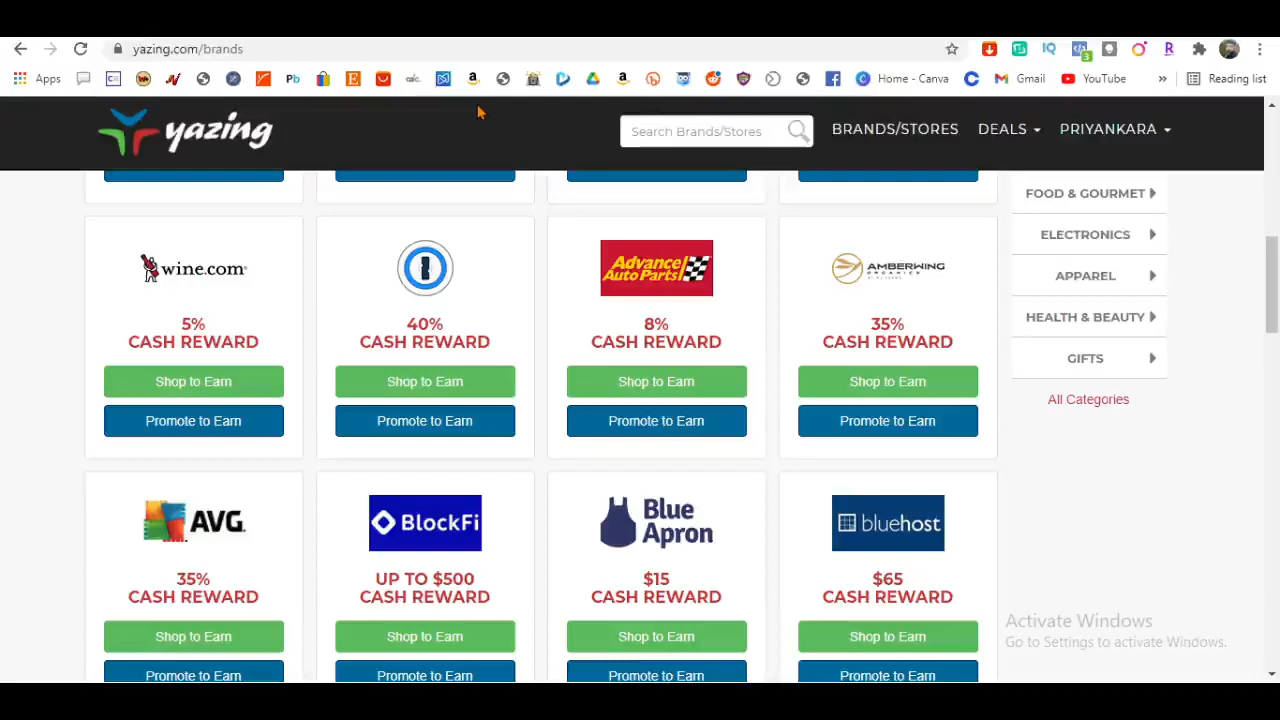 yazing.com/brands
Apps
Home - Canva
Gmail
YouTube
»
Reading list
yazing
Search Brands/Stores
BRANDS/STORES
DEALS
PRIYANKARA
FOOD & GOURMET
ELECTRONICS
APPAREL
HEALTH & BEAUTY
GIFTS
All Categories
wine.com
Advance
Auto Parts
AMBERWING
ORGANICS
5%
CASH REWARD
40%
CASH REWARD
8%
CASH REWARD
35%
CASH REWARD
Shop to Earn
Shop to Earn
Shop to Earn
Shop to Earn
Promote to Earn
Promote to Earn
Promote to Earn
Promote to Earn
AVG
BlockFi
Blue
Apron
bluehost
35%
CASH REWARD
UP TO $500
CASH REWARD
$15
CASH REWARD
$65
CASH REWARD
Shop to Earn
Shop to Earn
Shop to Earn
Shop to Earn
Promote to Earn
Promote to Earn
Promote to Earn
Promote to Earn
Activate Windows
Go to Settings to activate Windows.